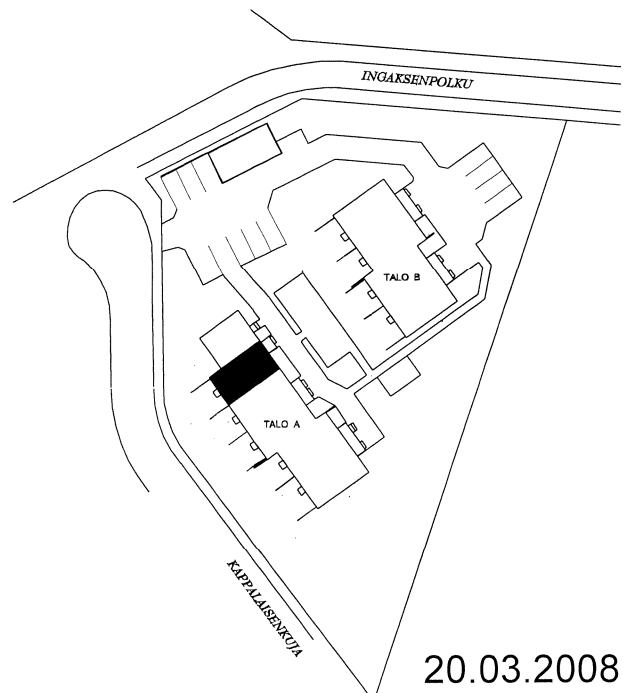 INGAKSENPOLKU
TALO B
TALO A
KAPPALAISENKUJA
20.03.2008